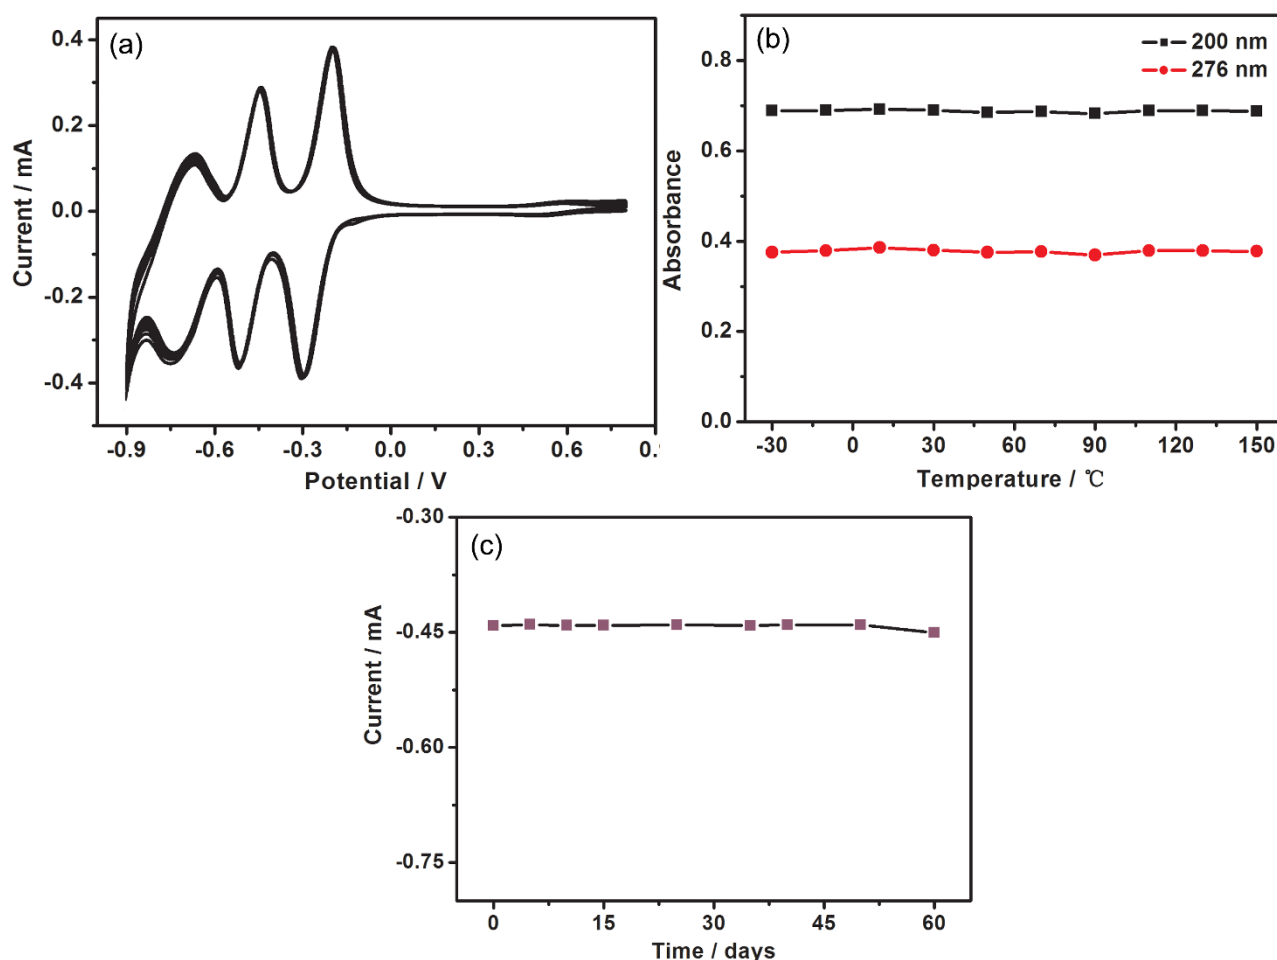 (a)
0.4
0.2
0.0
-0.2
-0.4
Current / mA
-0.9 -0.6 -0.3 0.0 0.3 0.6 0.9
Potential / V
(b)
200 nm
276 nm
0.8
0.6
0.4
0.2
0.0
Absorbance
-30 0 30 60 90 120 150
Temperature / ℃
(c)
-0.30
-0.45
-0.60
-0.75
Current / mA
0 15 30 45 60
Time / days